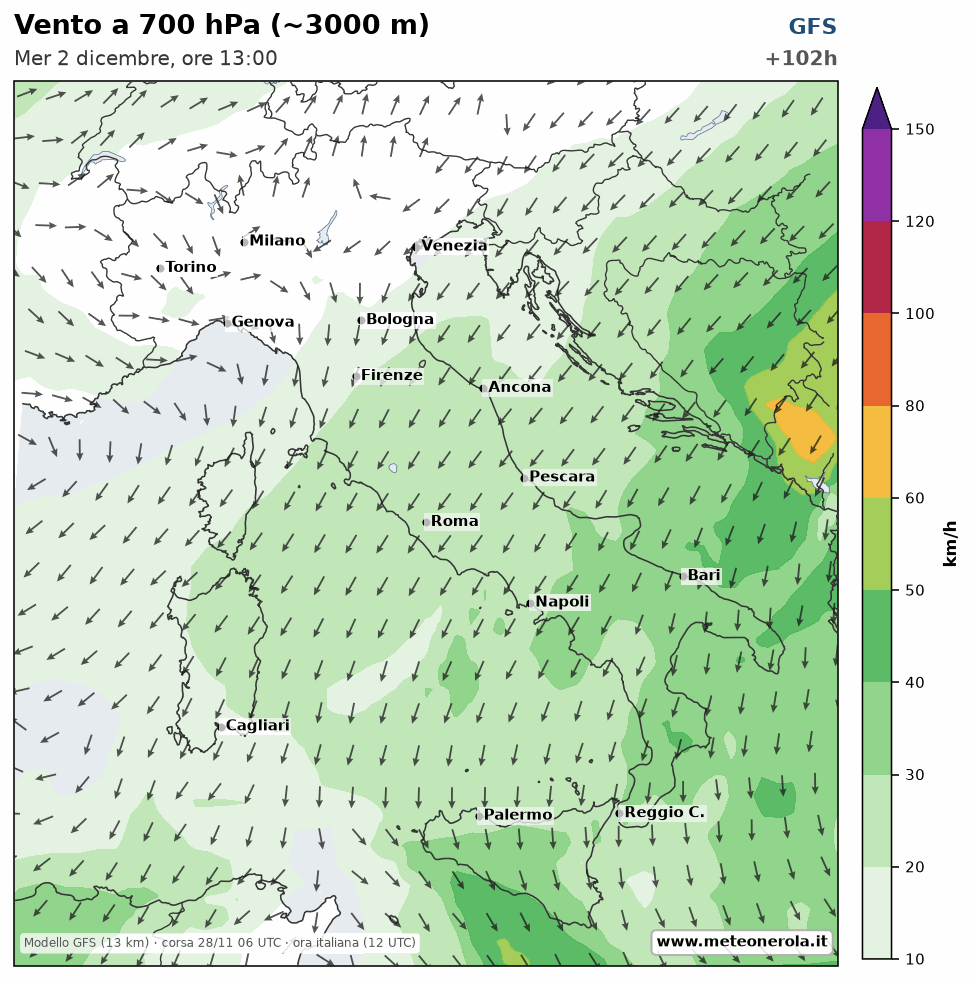 Vento a 700 hPa (~3000 m)
GFS
Mer 2 dicembre, ore 13:00
+102h
150
120
100
80
60
50
40
30
20
10
km/h
Milano
Venezia
Torino
Genova
Bologna
Firenze
Ancona
Pescara
Roma
Bari
Napoli
Cagliari
Palermo
Reggio C.
Modello GFS (13 km) · corsa 28/11 06 UTC · ora italiana (12 UTC)
www.meteonerola.it